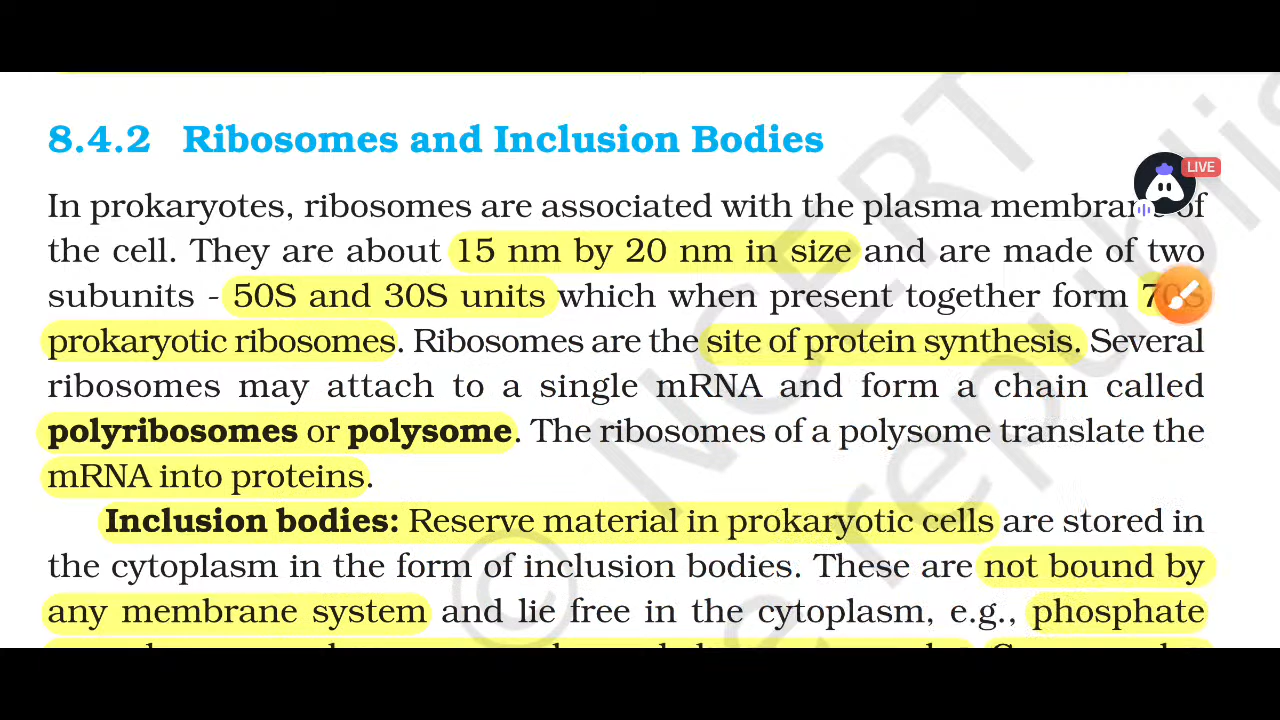 8.4.2 Ribosomes and Inclusion Bodies
LIVE
In prokaryotes, ribosomes are associated with the plasma membrane of
the cell. They are about 15 nm by 20 nm in size and are made of two
subunits - 50S and 30S units which when present together form 70S
prokaryotic ribosomes. Ribosomes are the site of protein synthesis. Several
ribosomes may attach to a single mRNA and form a chain called
polyribosomes or polysome. The ribosomes of a polysome translate the
mRNA into proteins.
Inclusion bodies: Reserve material in prokaryotic cells are stored in
the cytoplasm in the form of inclusion bodies. These are not bound by
any membrane system and lie free in the cytoplasm, e.g., phosphate
© NCERT
be republis